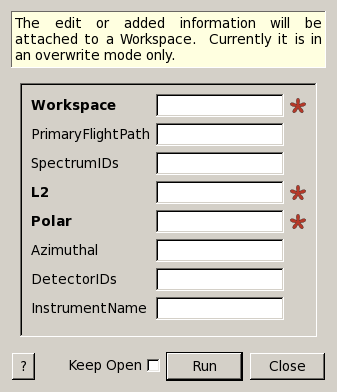 The edit or added information will be
attached to a Workspace. Currently it is in
an overwrite mode only.
Workspace *
PrimaryFlightPath
SpectrumIDs
L2 *
Polar *
Azimuthal
DetectorIDs
InstrumentName
? Keep Open Run Close